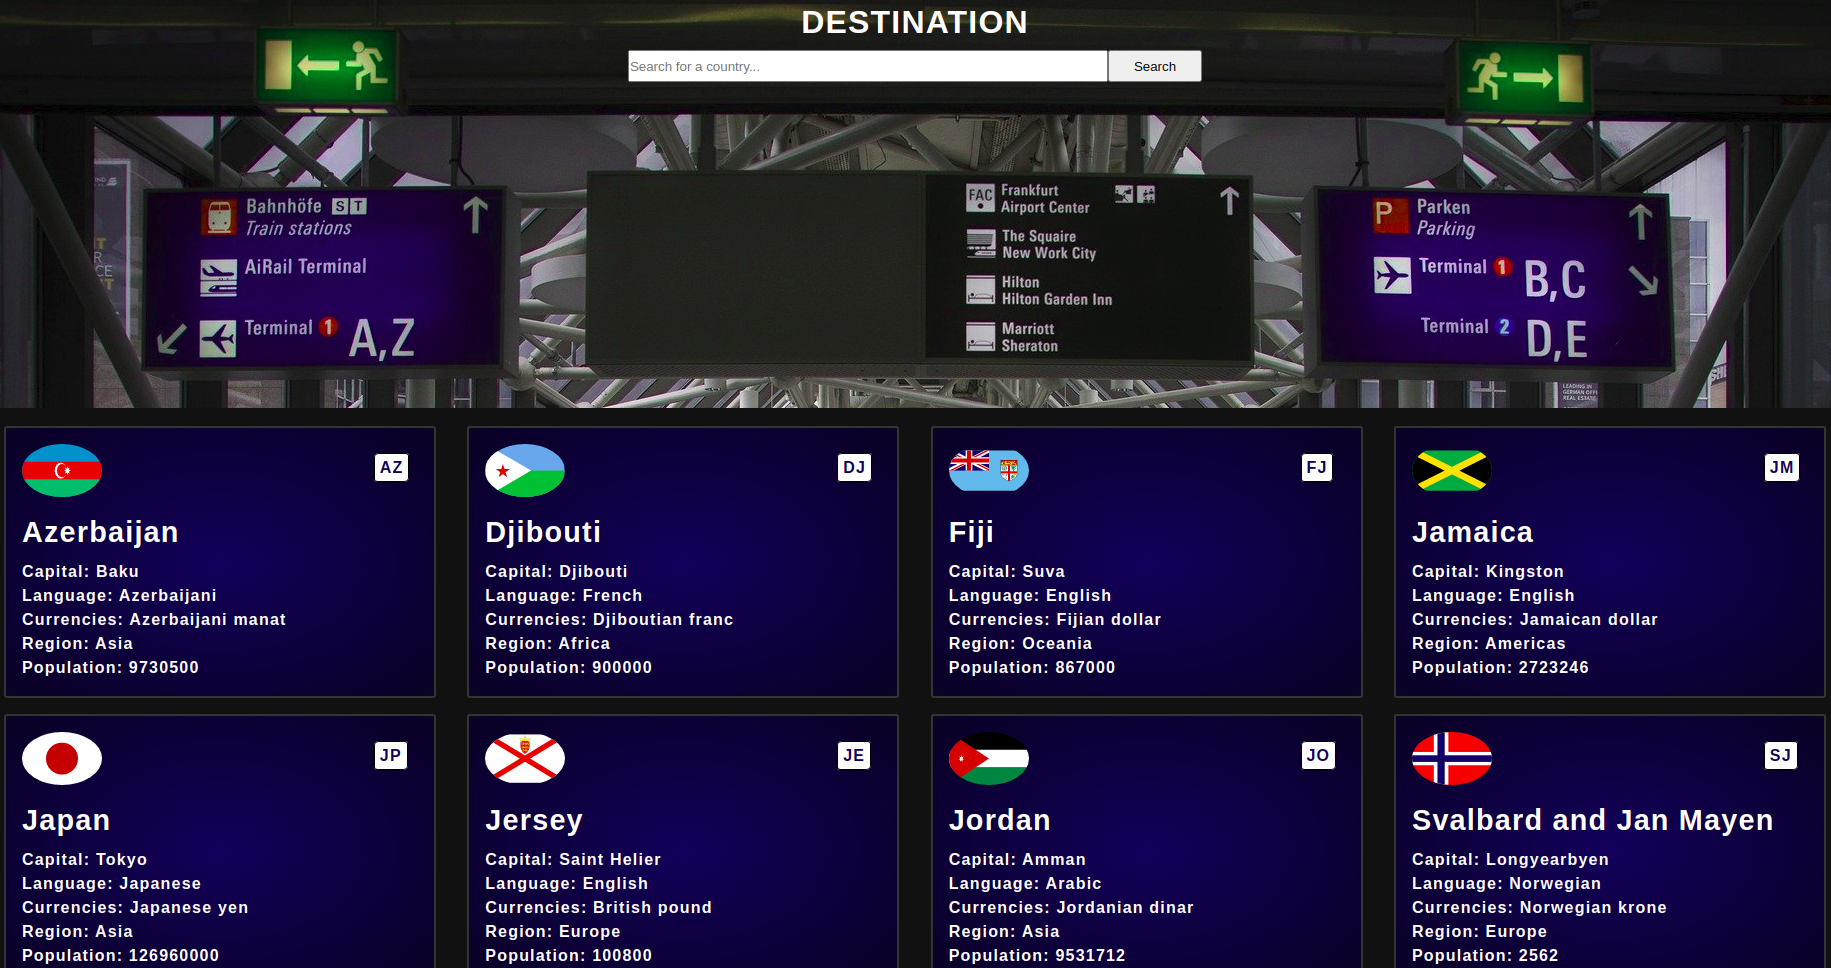 DESTINATION
Search for a country...
Search
Bahnhöfe S T
Train stations
AiRail Terminal
Terminal 1 A,Z
FAC Frankfurt
Airport Center
The Squaire
New Work City
Hilton
Hilton Garden Inn
Marriott
Sheraton
P Parken
Parking
Terminal 1 B,C
Terminal 2 D,E
LEADING IN
GERMAN OFFI
REAL ESTATE
AZ
Azerbaijan
Capital: Baku
Language: Azerbaijani
Currencies: Azerbaijani manat
Region: Asia
Population: 9730500
DJ
Djibouti
Capital: Djibouti
Language: French
Currencies: Djiboutian franc
Region: Africa
Population: 900000
FJ
Fiji
Capital: Suva
Language: English
Currencies: Fijian dollar
Region: Oceania
Population: 867000
JM
Jamaica
Capital: Kingston
Language: English
Currencies: Jamaican dollar
Region: Americas
Population: 2723246
JP
Japan
Capital: Tokyo
Language: Japanese
Currencies: Japanese yen
Region: Asia
Population: 126960000
JE
Jersey
Capital: Saint Helier
Language: English
Currencies: British pound
Region: Europe
Population: 100800
JO
Jordan
Capital: Amman
Language: Arabic
Currencies: Jordanian dinar
Region: Asia
Population: 9531712
SJ
Svalbard and Jan Mayen
Capital: Longyearbyen
Language: Norwegian
Currencies: Norwegian krone
Region: Europe
Population: 2562